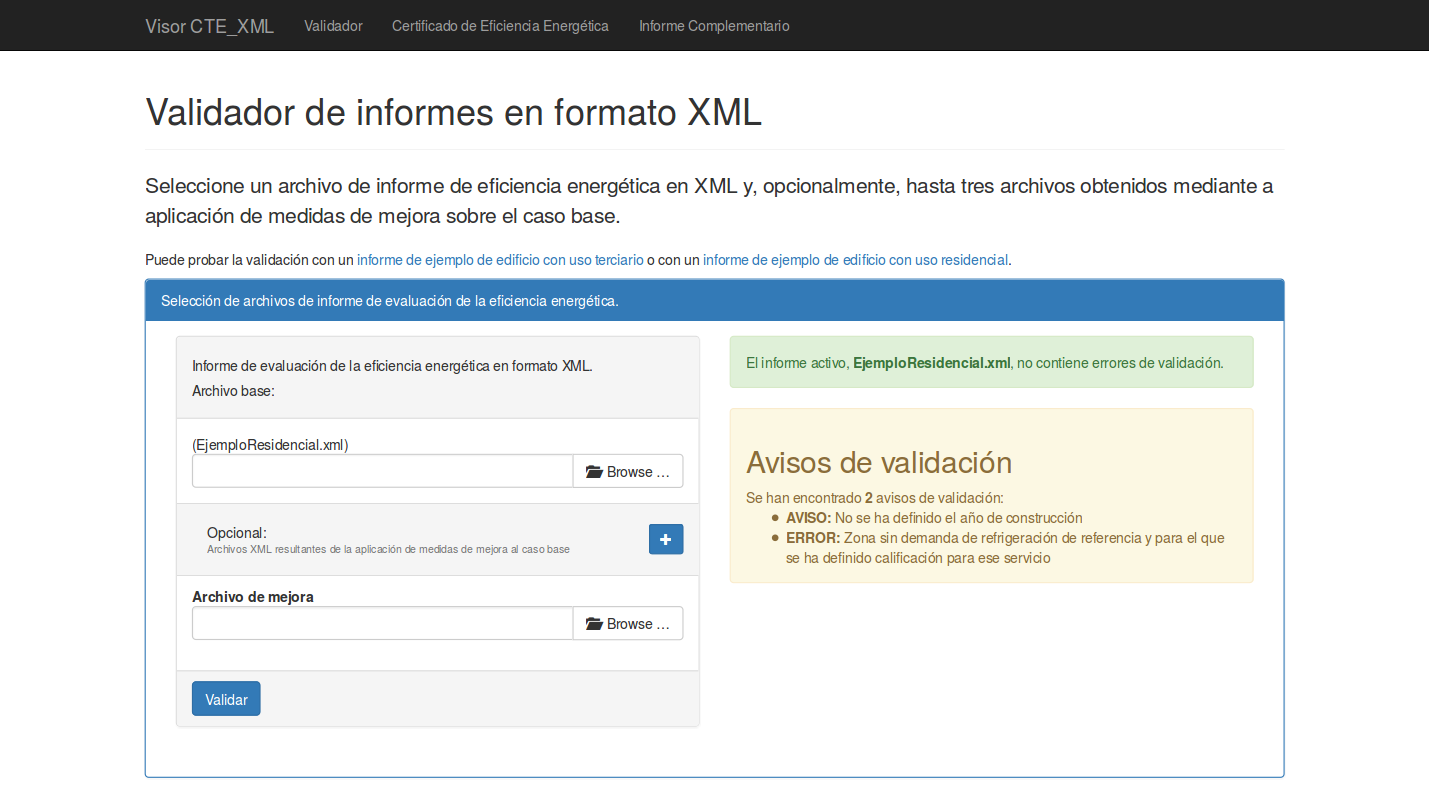 Visor CTE_XML Validador Certificado de Eficiencia Energética Informe Complementario
Validador de informes en formato XML
Seleccione un archivo de informe de eficiencia energética en XML y, opcionalmente, hasta tres archivos obtenidos mediante a
aplicación de medidas de mejora sobre el caso base.
Puede probar la validación con un informe de ejemplo de edificio con uso terciario o con un informe de ejemplo de edificio con uso residencial.
Selección de archivos de informe de evaluación de la eficiencia energética.
Informe de evaluación de la eficiencia energética en formato XML.
Archivo base:
(EjemploResidencial.xml)
Browse …
Opcional:
Archivos XML resultantes de la aplicación de medidas de mejora al caso base
Archivo de mejora
Browse …
Validar
El informe activo, EjemploResidencial.xml, no contiene errores de validación.
Avisos de validación
Se han encontrado 2 avisos de validación:
AVISO: No se ha definido el año de construcción
ERROR: Zona sin demanda de refrigeración de referencia y para el que
se ha definido calificación para ese servicio